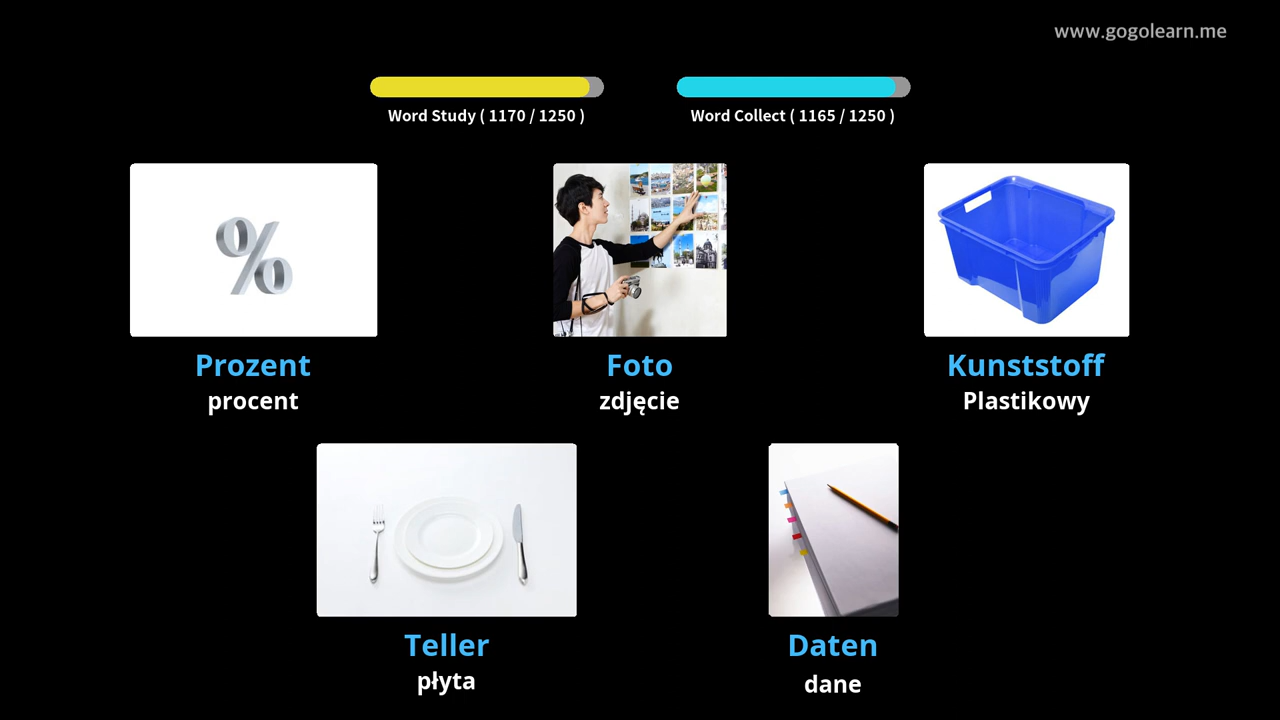 www.gogolearn.me
Word Study ( 1170 / 1250 )
Word Collect ( 1165 / 1250 )
%
Prozent
procent
Foto
zdjęcie
Kunststoff
Plastikowy
Teller
płyta
Daten
dane